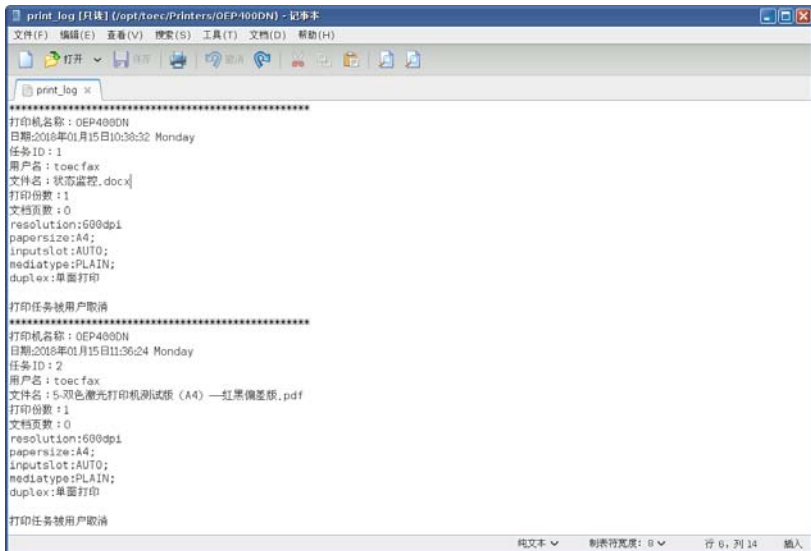 print_log [只读] (/opt/toec/Printers/OEP400DN) - 记事本
文件(F) 编辑(E) 查看(V) 搜索(S) 工具(T) 文档(D) 帮助(H)
打开 保存 撤消
print_log ×
******************************************************
打印机名称：OEP400DN
日期:2018年01月15日10:38:32 Monday
任务ID：1
用户名：toecfax
文件名：状态监控.docx
打印份数：1
文档页数：0
resolution:600dpi
papersize:A4;
inputslot:AUTO;
mediatype:PLAIN;
duplex:单面打印
打印任务被用户取消
******************************************************
打印机名称：OEP400DN
日期:2018年01月15日11:36:24 Monday
任务ID：2
用户名：toecfax
文件名：5-双色激光打印机测试版（A4）——红黑偏差版.pdf
打印份数：1
文档页数：0
resolution:600dpi
papersize:A4;
inputslot:AUTO;
mediatype:PLAIN;
duplex:单面打印
打印任务被用户取消
纯文本 制表符宽度：8 行 6，列 14 插入